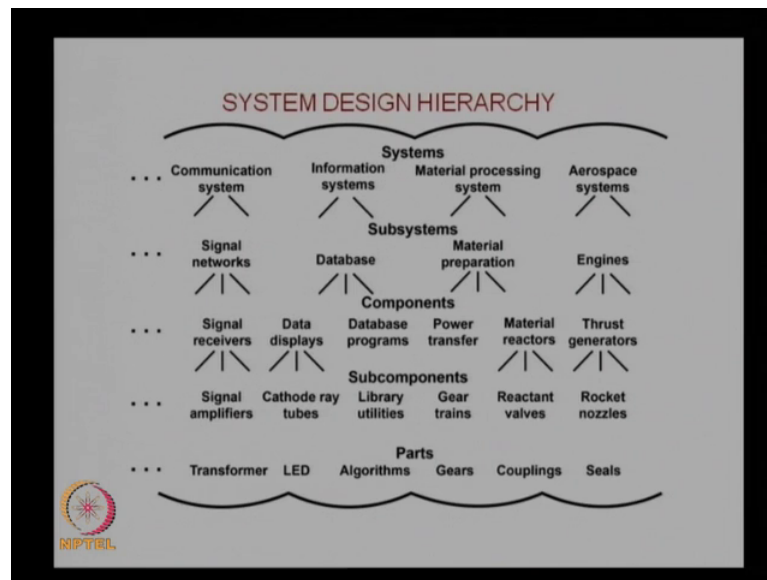 SYSTEM DESIGN HIERARCHY
Systems
... Communication system Information systems Material processing system Aerospace systems
Subsystems
... Signal networks Database Material preparation Engines
Components
... Signal receivers Data displays Database programs Power transfer Material reactors Thrust generators
Subcomponents
... Signal amplifiers Cathode ray tubes Library utilities Gear trains Reactant valves Rocket nozzles
Parts
... Transformer LED Algorithms Gears Couplings Seals
NPTEL